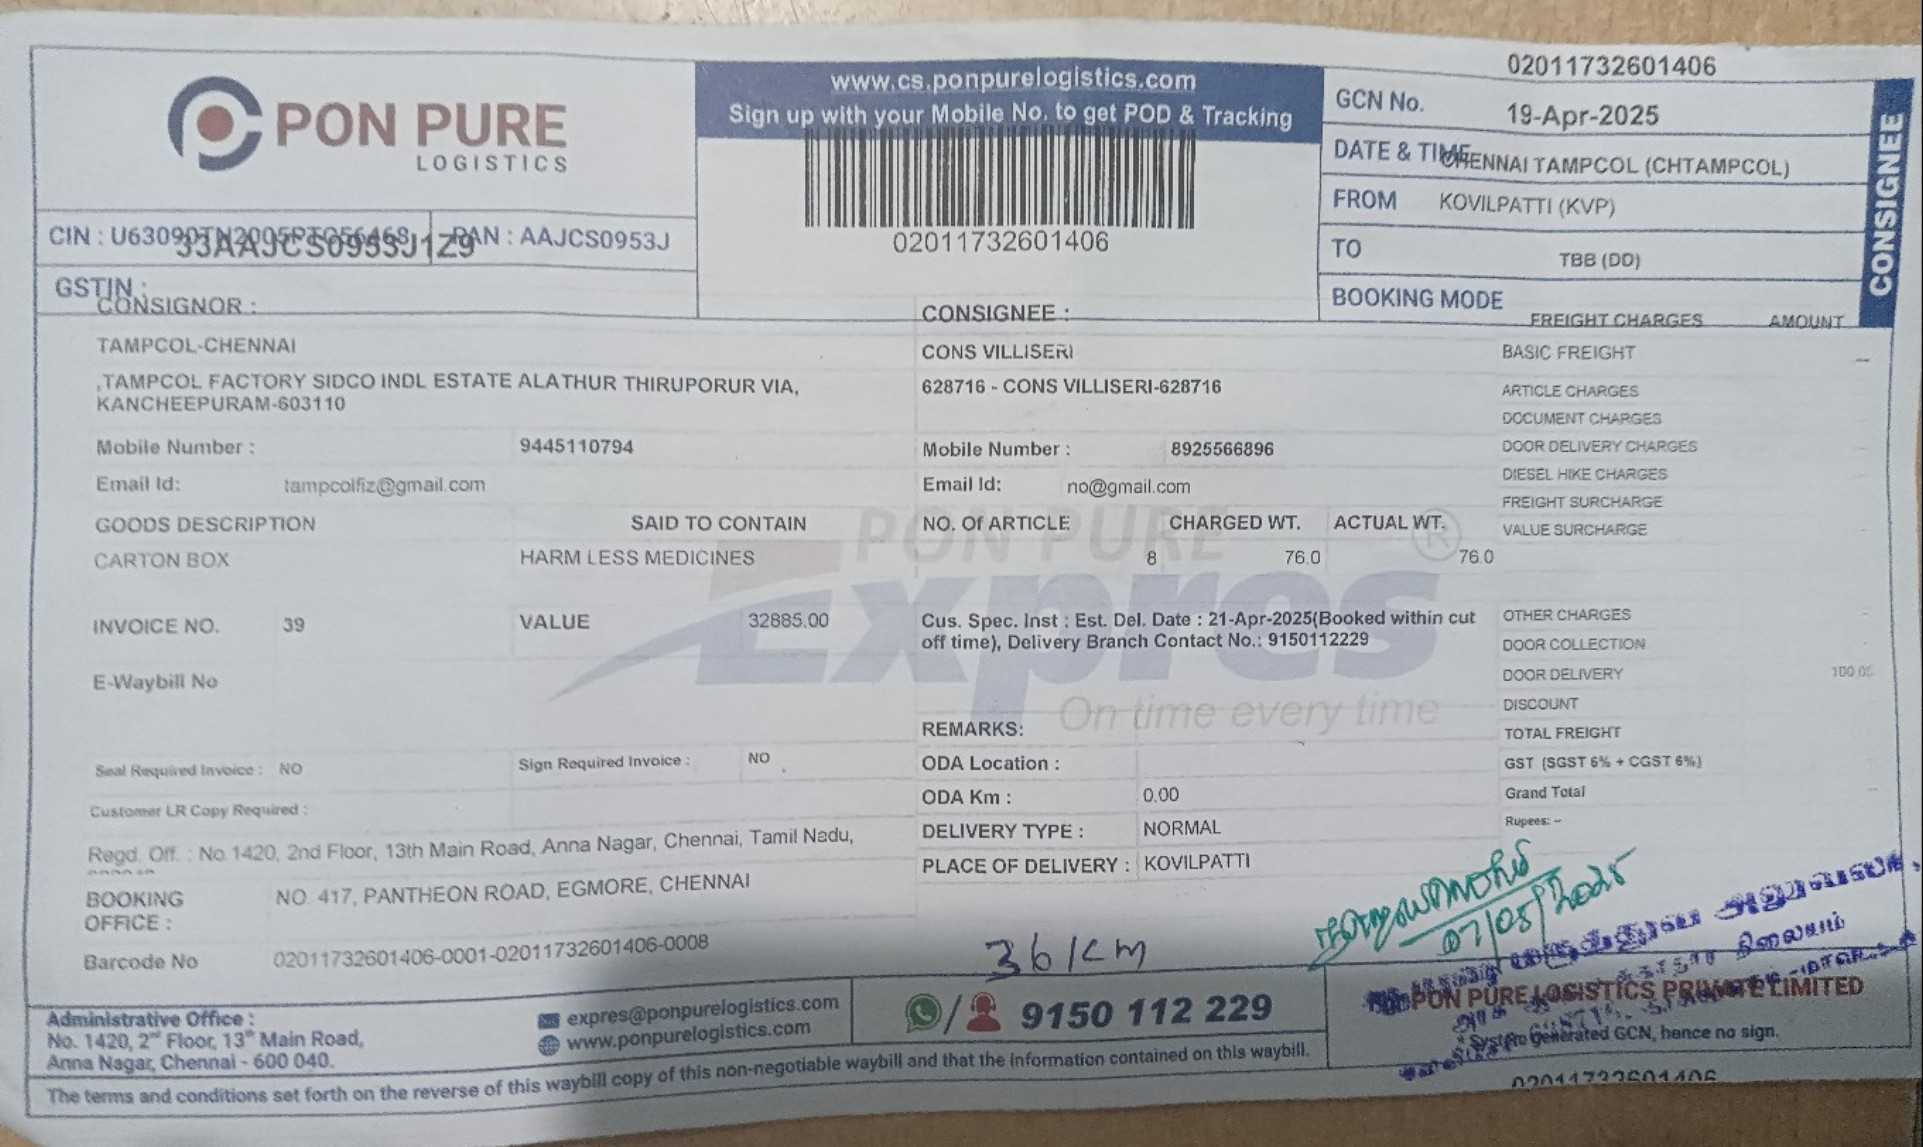 02011732601406
PON PURE
LOGISTICS
www.cs.ponpurelogistics.com
Sign up with your Mobile No. to get POD & Tracking
02011732601406
GCN No.
19-Apr-2025
DATE & TIME
CHENNAI TAMPCOL (CHTAMPCOL)
FROM
KOVILPATTI (KVP)
TO
TBB (DD)
BOOKING MODE
CONSIGNEE
CIN : PAN : AAJCS0953J
33AAJCS0953J1Z9
GSTIN :
CONSIGNOR :
TAMPCOL-CHENNAI
,TAMPCOL FACTORY SIDCO INDL ESTATE ALATHUR THIRUPORUR VIA,
KANCHEEPURAM-603110
Mobile Number : 9445110794
Email Id: tampcolfiz@gmail.com
GOODS DESCRIPTION SAID TO CONTAIN
CARTON BOX HARM LESS MEDICINES
INVOICE NO. 39 VALUE 32885.00
E-Waybill No
Seal Required Invoice : NO Sign Required Invoice : NO
Customer LR Copy Required :
Regd. Off. : No 1420, 2nd Floor, 13th Main Road, Anna Nagar, Chennai, Tamil Nadu,
BOOKING
OFFICE :
NO. 417, PANTHEON ROAD, EGMORE, CHENNAI
Barcode No 02011732601406-0001-02011732601406-0008
CONSIGNEE :
CONS VILLISERI
628716 - CONS VILLISERI-628716
Mobile Number : 8925566896
Email Id: no@gmail.com
NO. Of ARTICLE CHARGED WT. ACTUAL WT.
8 76.0 76.0
PON PURE ®
Expres
On time every time
Cus. Spec. Inst : Est. Del. Date : 21-Apr-2025(Booked within cut
off time), Delivery Branch Contact No.: 9150112229
REMARKS:
ODA Location :
ODA Km : 0.00
DELIVERY TYPE : NORMAL
PLACE OF DELIVERY : KOVILPATTI
36 km
FREIGHT CHARGES AMOUNT
BASIC FREIGHT
ARTICLE CHARGES
DOCUMENT CHARGES
DOOR DELIVERY CHARGES
DIESEL HIKE CHARGES
FREIGHT SURCHARGE
VALUE SURCHARGE
OTHER CHARGES
DOOR COLLECTION
DOOR DELIVERY
DISCOUNT
TOTAL FREIGHT
GST (SGST 6% + CGST 6%)
Grand Total
Rupees: –
07/05/2025
நிலையம்
PON PURE LOGISTICS PRIVATE LIMITED
Generated GCN, hence no sign.
Administrative Office :
No. 1420, 2nd Floor, 13th Main Road,
Anna Nagar, Chennai - 600 040.
expres@ponpurelogistics.com
www.ponpurelogistics.com
/ 9150 112 229
The terms and conditions set forth on the reverse of this waybill copy of this non-negotiable waybill and that the information contained on this waybill.
02011732601406